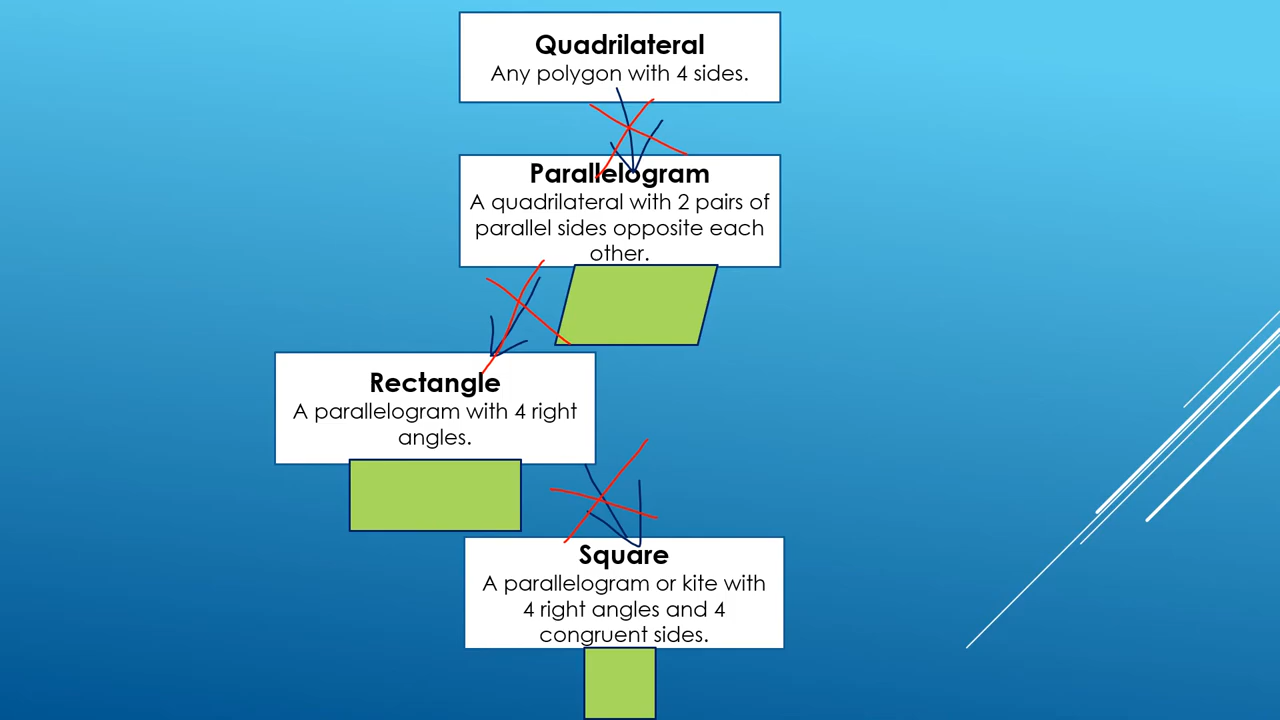 Quadrilateral
Any polygon with 4 sides.
Parallelogram
A quadrilateral with 2 pairs of
parallel sides opposite each
other.
Rectangle
A parallelogram with 4 right
angles.
Square
A parallelogram or kite with
4 right angles and 4
congruent sides.